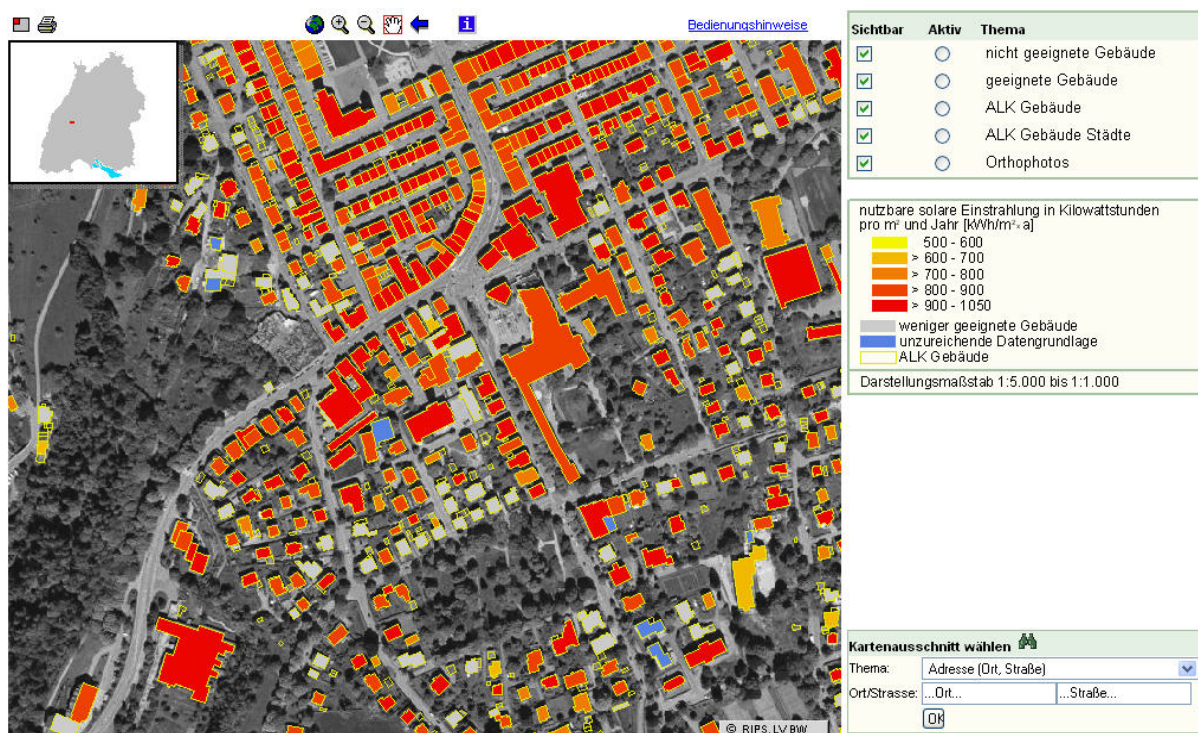 Bedienungshinweise
Sichtbar Aktiv Thema
nicht geeignete Gebäude
geeignete Gebäude
ALK Gebäude
ALK Gebäude Städte
Orthophotos
nutzbare solare Einstrahlung in Kilowattstunden
pro m² und Jahr [kWh/m²×a]
500 - 600
> 600 - 700
> 700 - 800
> 800 - 900
> 900 - 1050
weniger geeignete Gebäude
unzureichende Datengrundlage
ALK Gebäude
Darstellungsmaßstab 1:5.000 bis 1:1.000
Kartenausschnitt wählen
Thema: Adresse (Ort, Straße)
Ort/Strasse: ...Ort... ...Straße...
OK
© RIPS, LV BW